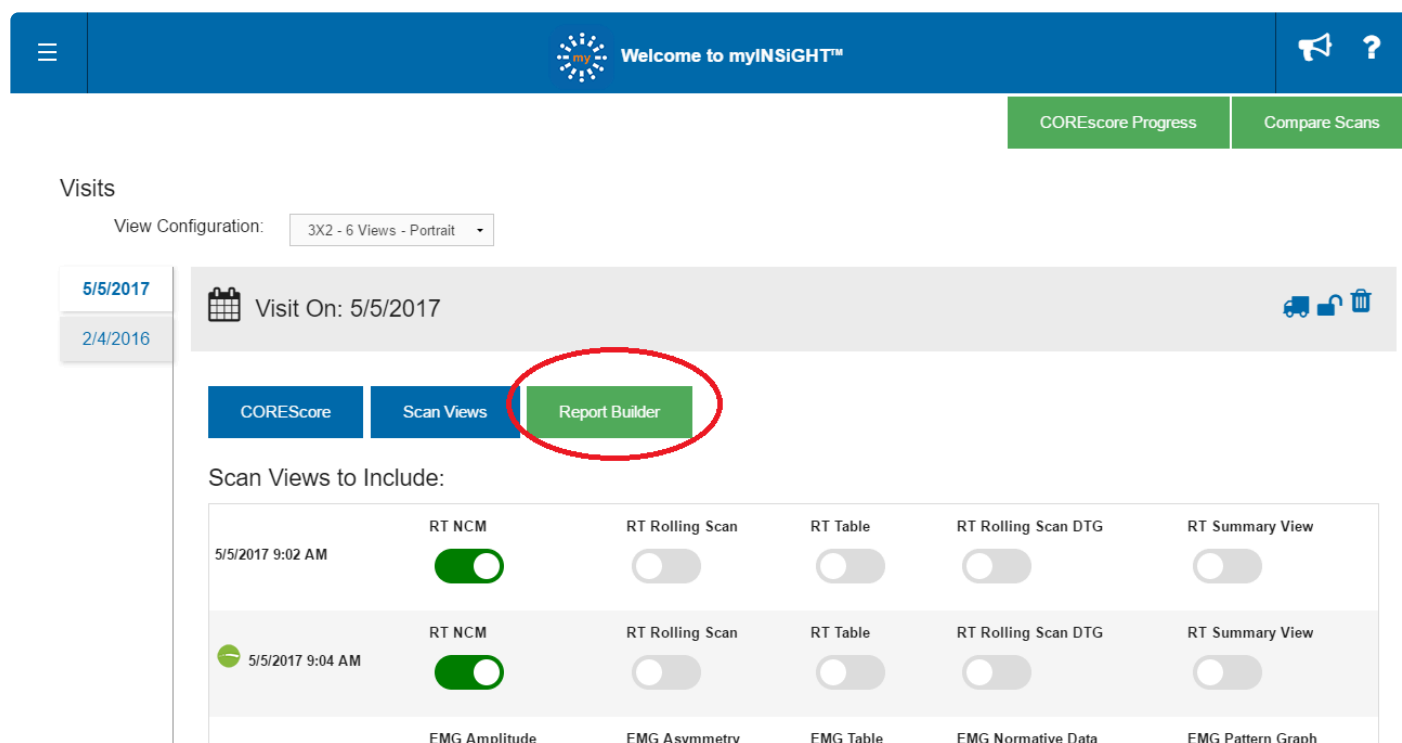 my Welcome to myINSiGHT™ ?
COREscore Progress Compare Scans
Visits
View Configuration: 3X2 - 6 Views - Portrait
5/5/2017
Visit On: 5/5/2017
2/4/2016
COREScore Scan Views Report Builder
Scan Views to Include:
RT NCM RT Rolling Scan RT Table RT Rolling Scan DTG RT Summary View
5/5/2017 9:02 AM
RT NCM RT Rolling Scan RT Table RT Rolling Scan DTG RT Summary View
5/5/2017 9:04 AM
EMG Amplitude EMG Asymmetry EMG Table EMG Normative Data EMG Pattern Graph